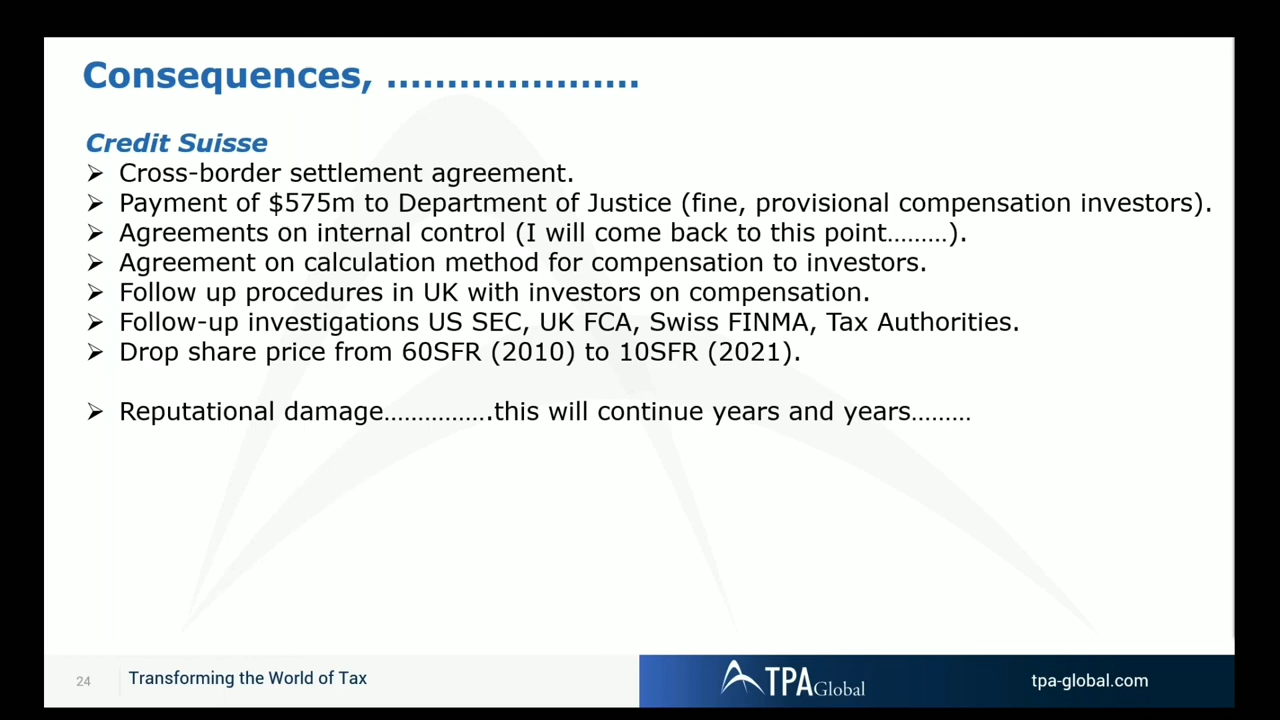 Consequences, .....................
Credit Suisse
➢ Cross-border settlement agreement.
➢ Payment of $575m to Department of Justice (fine, provisional compensation investors).
➢ Agreements on internal control (I will come back to this point………).
➢ Agreement on calculation method for compensation to investors.
➢ Follow up procedures in UK with investors on compensation.
➢ Follow-up investigations US SEC, UK FCA, Swiss FINMA, Tax Authorities.
➢ Drop share price from 60SFR (2010) to 10SFR (2021).
➢ Reputational damage…………….this will continue years and years………
24
Transforming the World of Tax
TPA Global
tpa-global.com